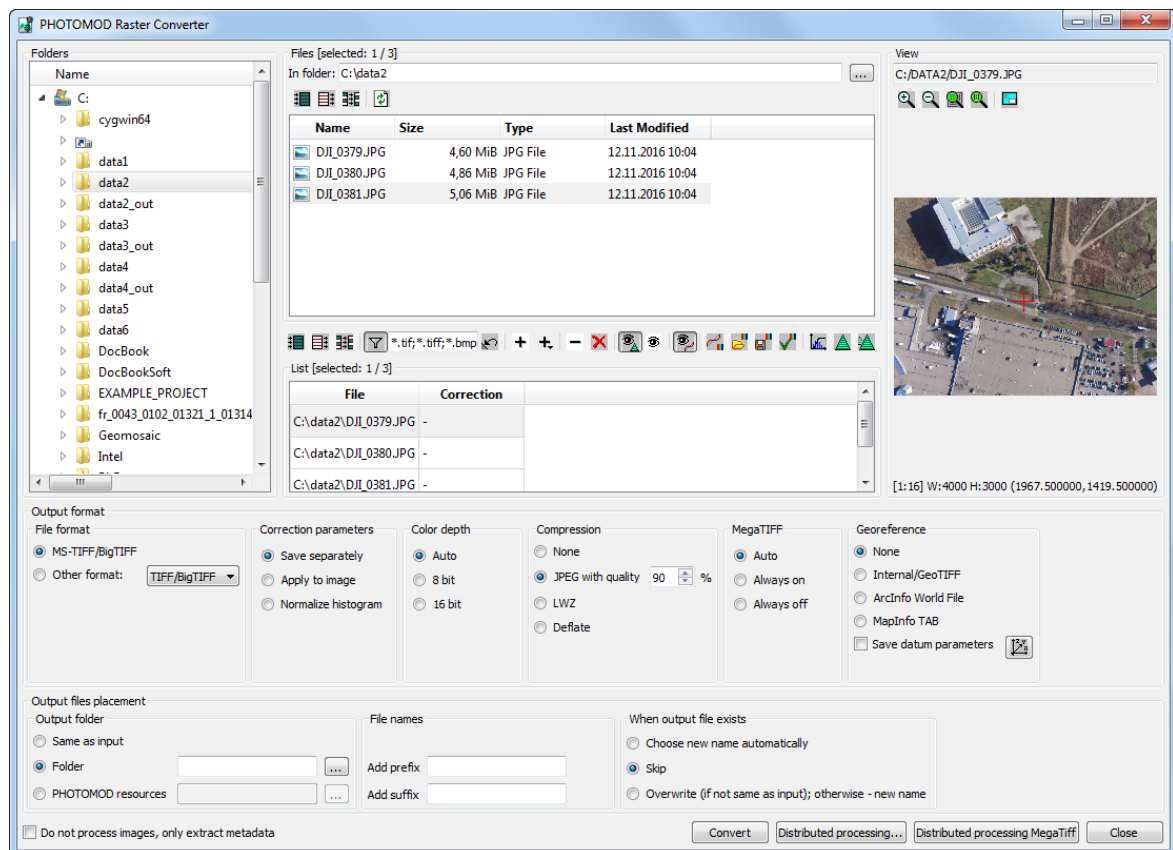 PHOTOMOD Raster Converter
Folders
Name
C:
cygwin64
data1
data2
data2_out
data3
data3_out
data4
data4_out
data5
data6
DocBook
DocBookSoft
EXAMPLE_PROJECT
fr_0043_0102_01321_1_01314
Geomosaic
Intel
Files [selected: 1 / 3]
In folder: C:\data2 ...
Name Size Type Last Modified
DJI_0379.JPG 4,60 MiB JPG File 12.11.2016 10:04
DJI_0380.JPG 4,86 MiB JPG File 12.11.2016 10:04
DJI_0381.JPG 5,06 MiB JPG File 12.11.2016 10:04
*.tif;*.tiff;*.bmp
List [selected: 1 / 3]
File Correction
C:\data2\DJI_0379.JPG -
C:\data2\DJI_0380.JPG -
C:\data2\DJI_0381.JPG -
View
C:/DATA2/DJI_0379.JPG
[1:16] W:4000 H:3000 (1967.500000,1419.500000)
Output format
File format
MS-TIFF/BigTIFF
Other format: TIFF/BigTIFF
Correction parameters
Save separately
Apply to image
Normalize histogram
Color depth
Auto
8 bit
16 bit
Compression
None
JPEG with quality 90 %
LWZ
Deflate
MegaTIFF
Auto
Always on
Always off
Georeference
None
Internal/GeoTIFF
ArcInfo World File
MapInfo TAB
Save datum parameters
Output files placement
Output folder
Same as input
Folder ...
PHOTOMOD resources ...
File names
Add prefix
Add suffix
When output file exists
Choose new name automatically
Skip
Overwrite (if not same as input); otherwise - new name
Do not process images, only extract metadata
Convert Distributed processing... Distributed processing MegaTiff Close